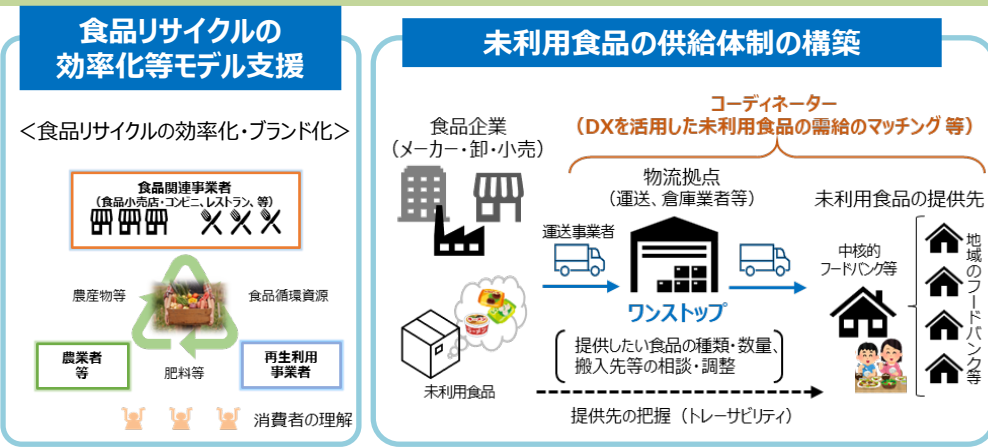 食品リサイクルの
効率化等モデル支援
<食品リサイクルの効率化・ブランド化>
食品関連事業者
(食品小売店・コンビニ、レストラン、等)
農産物等
食品循環資源
農業者
等
肥料等
再生利用
事業者
消費者の理解
未利用食品の供給体制の構築
コーディネーター
(DXを活用した未利用食品の需給のマッチング 等)
食品企業
(メーカー・卸・小売)
物流拠点
(運送、倉庫業者等)
未利用食品の提供先
運送事業者
中核的
フードバンク等
地域のフードバンク等
ワンストップ
提供したい食品の種類・数量、
搬入先等の相談・調整
未利用食品
提供先の把握(トレーサビリティ)